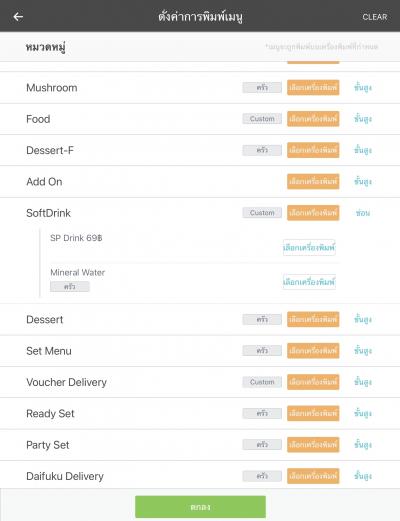 ตั้งค่าการพิมพ์เมนู CLEAR
หมวดหมู่ *เมนูจะถูกพิมพ์บนเครื่องพิมพ์ที่กำหนด
Mushroom ครัว เลือกเครื่องพิมพ์ ขั้นสูง
Food Custom เลือกเครื่องพิมพ์ ขั้นสูง
Dessert-F ครัว เลือกเครื่องพิมพ์ ขั้นสูง
Add On เลือกเครื่องพิมพ์ ขั้นสูง
SoftDrink Custom เลือกเครื่องพิมพ์ ซ่อน
SP Drink 69฿ เลือกเครื่องพิมพ์
Mineral Water
ครัว เลือกเครื่องพิมพ์
Dessert ครัว เลือกเครื่องพิมพ์ ขั้นสูง
Set Menu ครัว เลือกเครื่องพิมพ์ ขั้นสูง
Voucher Delivery Custom เลือกเครื่องพิมพ์ ขั้นสูง
Ready Set ครัว เลือกเครื่องพิมพ์ ขั้นสูง
Party Set ครัว เลือกเครื่องพิมพ์ ขั้นสูง
Daifuku Delivery ครัว เลือกเครื่องพิมพ์ ขั้นสูง
ตกลง